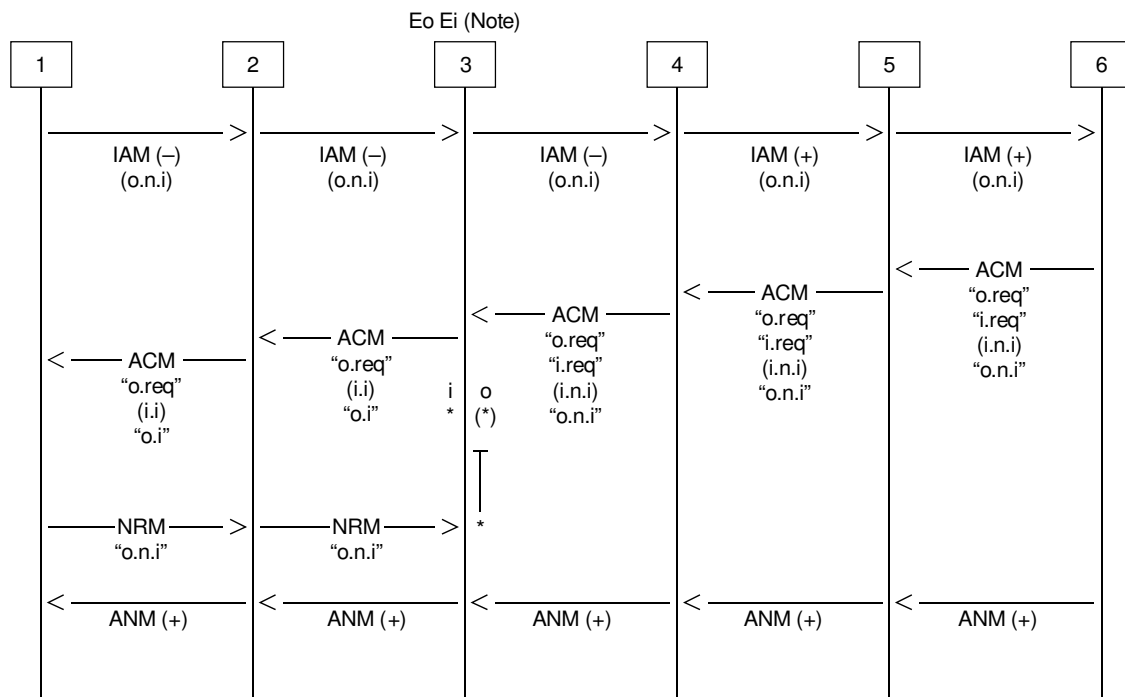 Eo Ei (Note)
1
2
3
4
5
6
IAM (–)
(o.n.i)
IAM (–)
(o.n.i)
IAM (–)
(o.n.i)
IAM (+)
(o.n.i)
IAM (+)
(o.n.i)
ACM
“o.req”
“i.req”
(i.n.i)
“o.n.i”
ACM
“o.req”
“i.req”
(i.n.i)
“o.n.i”
ACM
“o.req”
“i.req”
(i.n.i)
“o.n.i”
ACM
“o.req”
(i.i)
“o.i”
ACM
“o.req”
(i.i)
“o.i”
i o
* (*)
NRM
“o.n.i”
NRM
“o.n.i”
*
ANM (+)
ANM (+)
ANM (+)
ANM (+)
ANM (+)